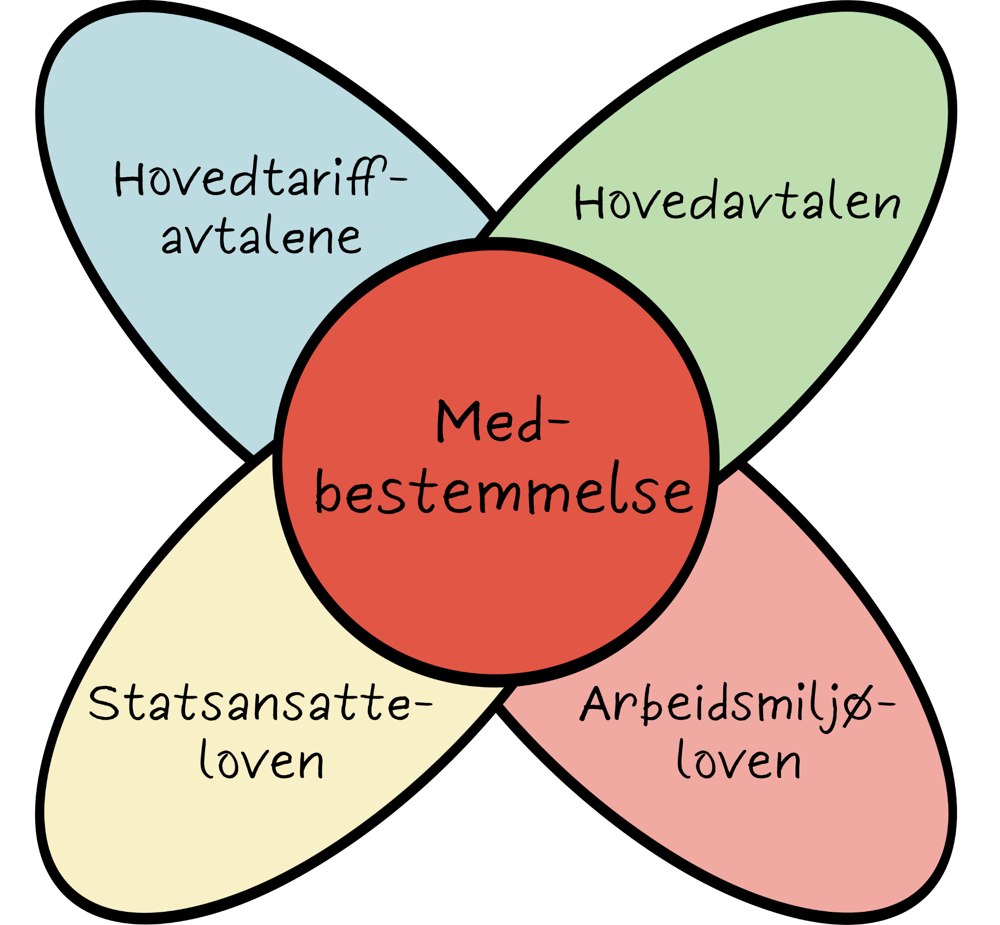 Hovedtariff-
avtalene
Hovedavtalen
Med-
bestemmelse
Statsansatte-
loven
Arbeidsmiljø-
loven